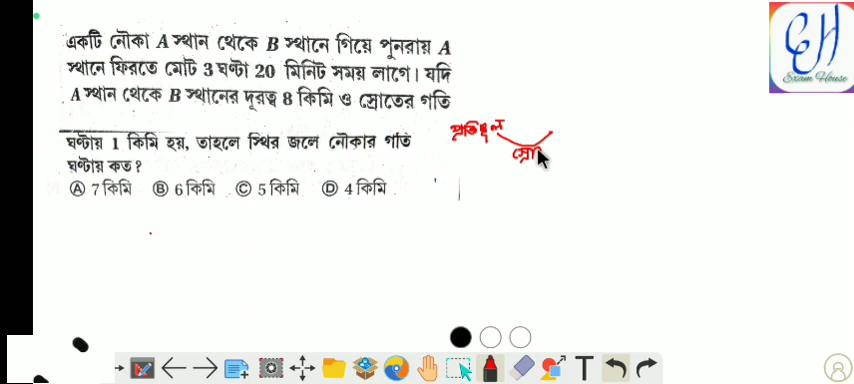 একটি নৌকা A স্থান থেকে B স্থানে গিয়ে পুনরায় A
স্থানে ফিরতে মোট 3 ঘণ্টা 20 মিনিট সময় লাগে। যদি
A স্থান থেকে B স্থানের দূরত্ব 8 কিমি ও স্রোতের গতি
ঘণ্টায় 1 কিমি হয়, তাহলে স্থির জলে নৌকার গতি
ঘণ্টায় কত?
Ⓐ 7 কিমি Ⓑ 6 কিমি Ⓒ 5 কিমি Ⓓ 4 কিমি
স্রো
EH
Exam House
T